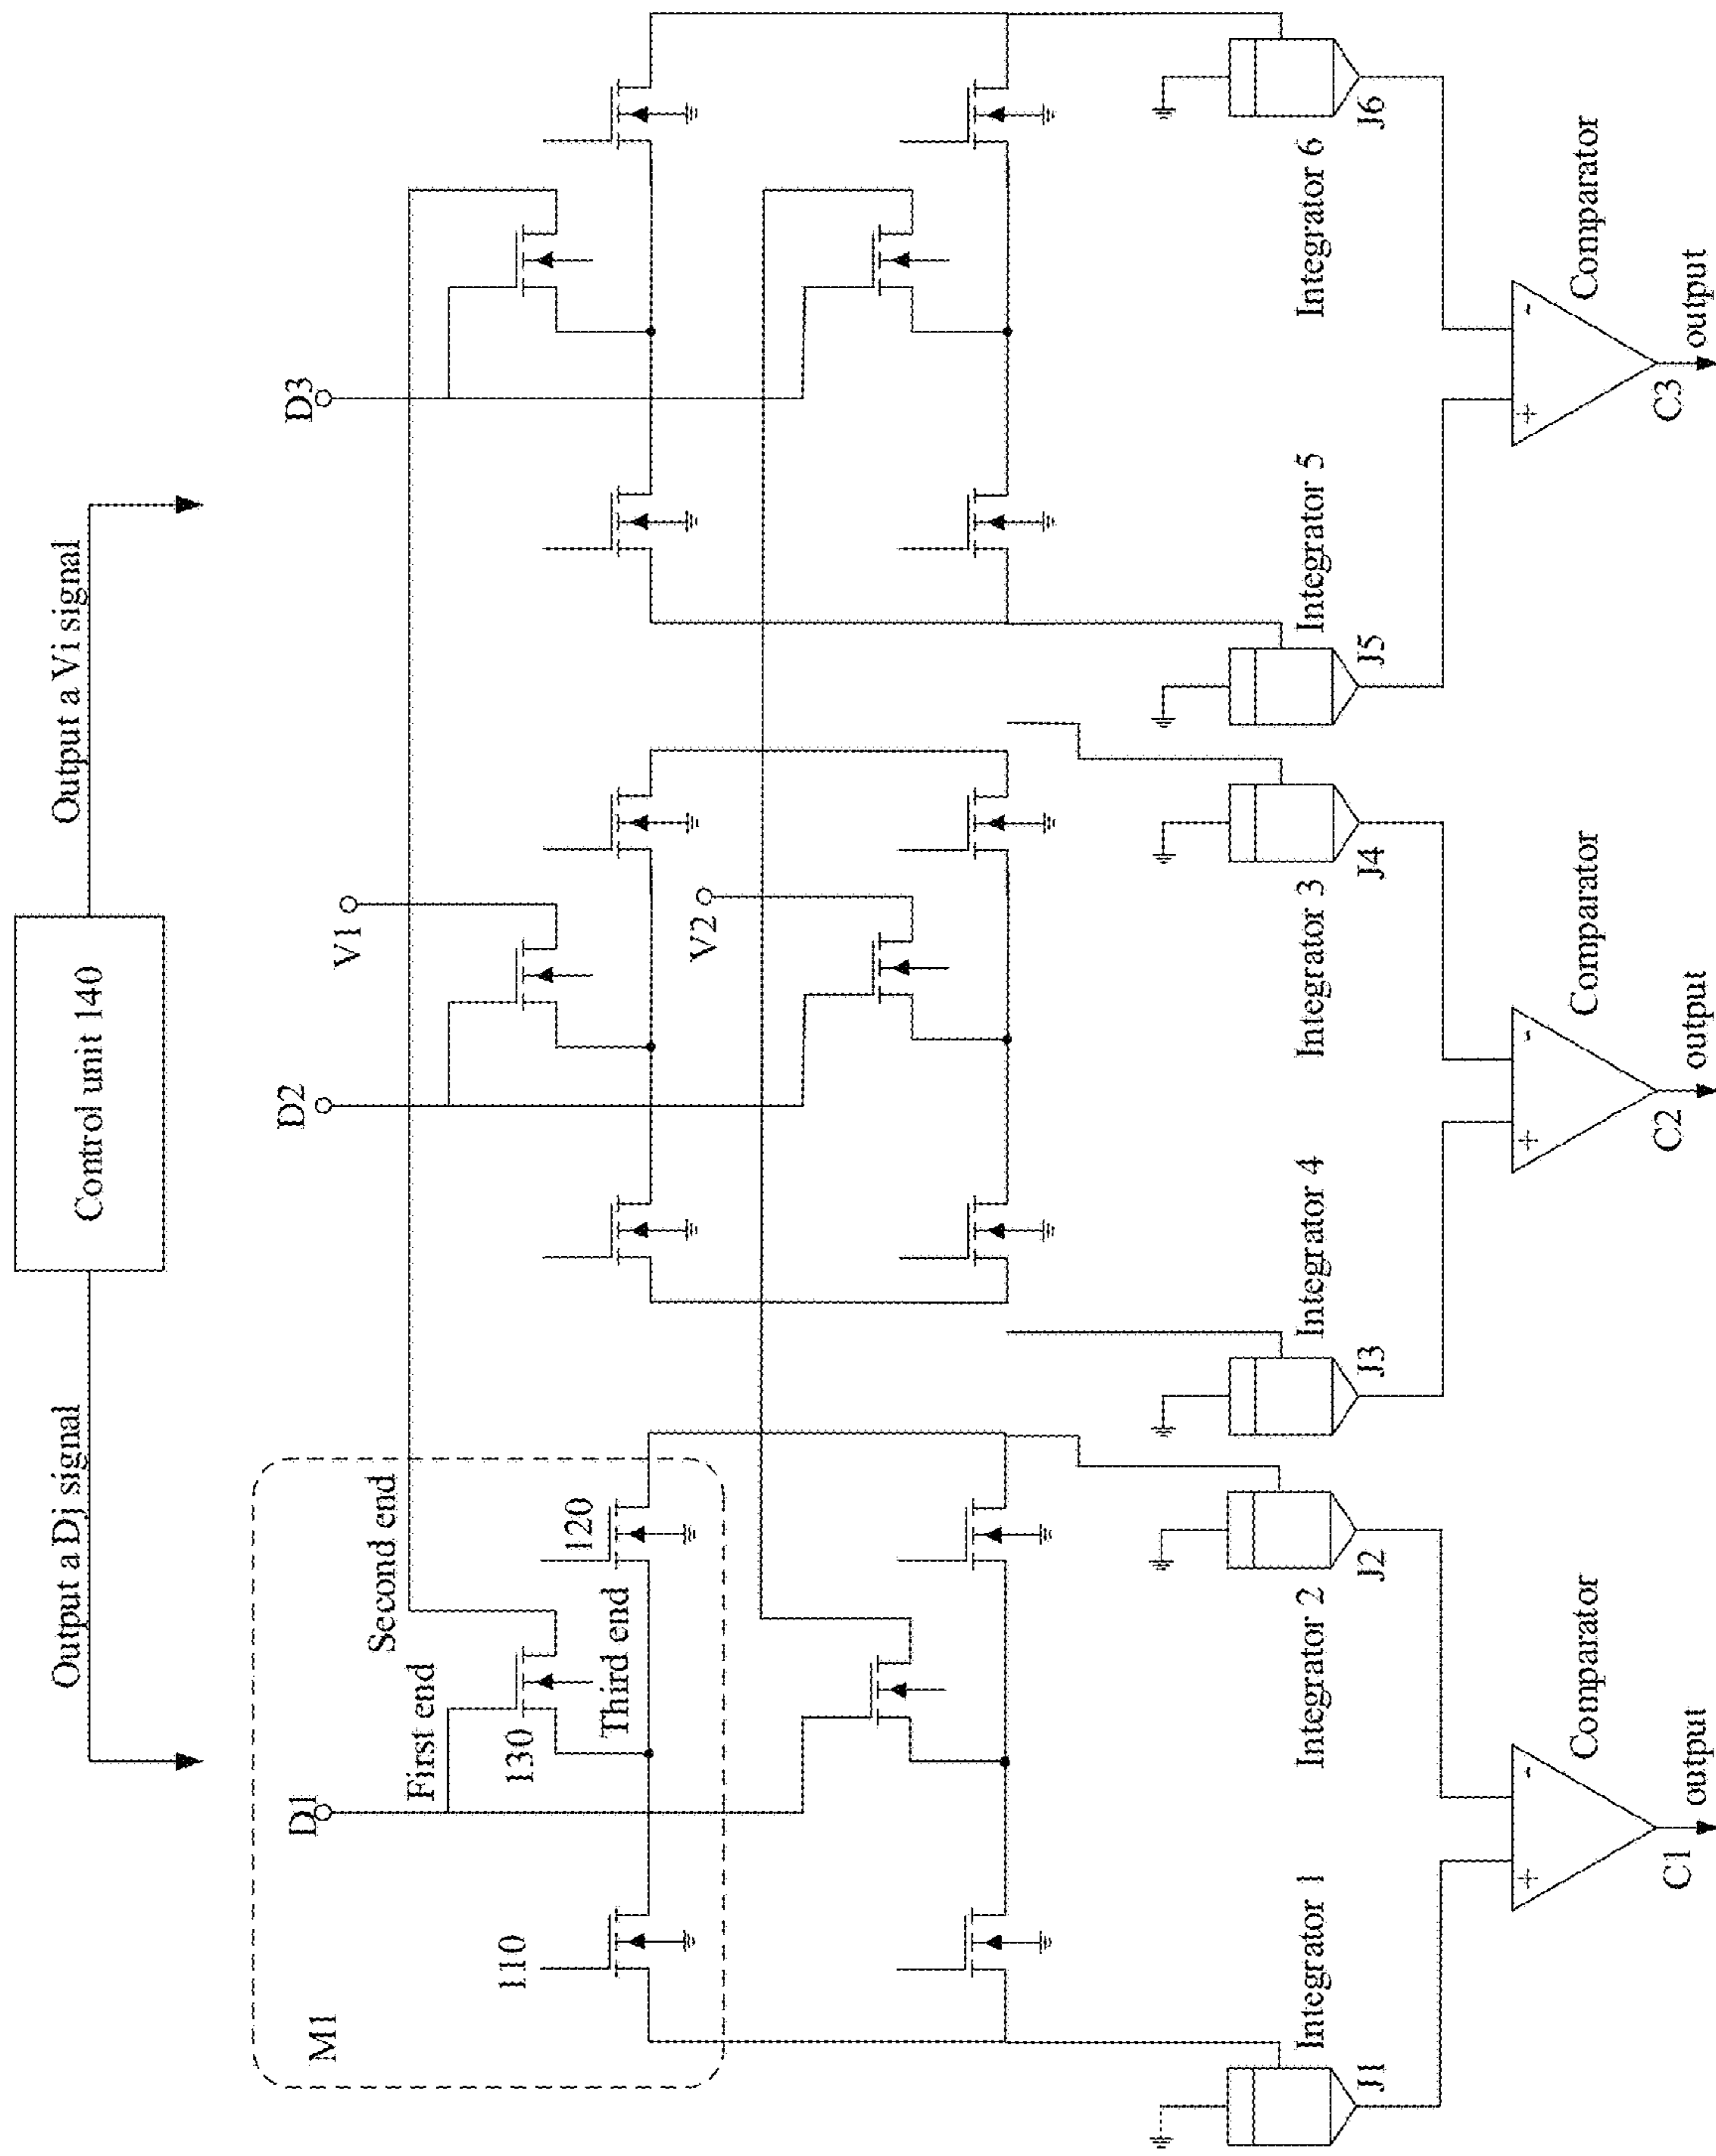 Control unit 140
Output a Dj signal
Output a Vi signal
M1
D1
D2
D3
V1
V2
First end
Second end
Third end
110
130
120
Integrator 1
Integrator 2
Integrator 4
Integrator 3
Integrator 5
Integrator 6
J1
J2
J3
J4
J5
J6
+
-
Comparator
+
-
Comparator
+
-
Comparator
C1
output
C2
output
C3
output